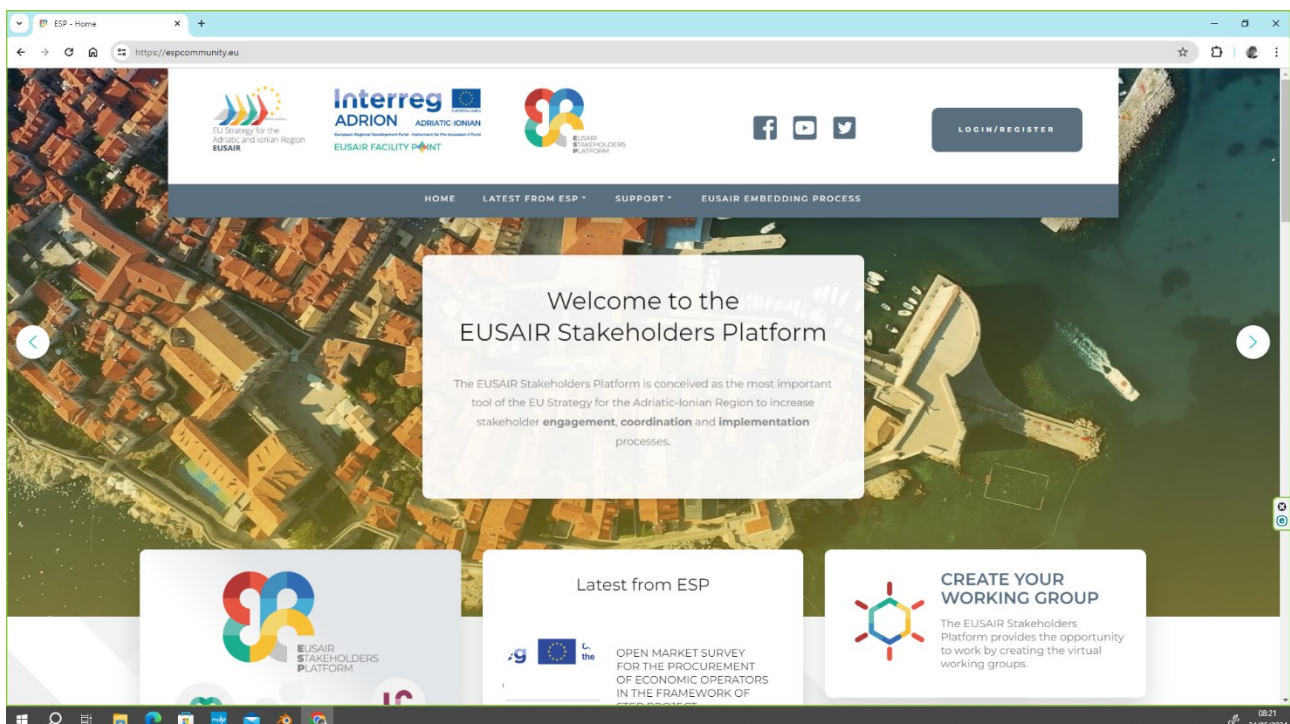 ESP - Home
https://espcommunity.eu
EU Strategy for the
Adriatic and Ionian Region
EUSAIR
Interreg
ADRION ADRIATIC-IONIAN
EUSAIR FACILITY POINT
EUSAIR
STAKEHOLDERS
PLATFORM
LOGIN/REGISTER
HOME LATEST FROM ESP SUPPORT EUSAIR EMBEDDING PROCESS
Welcome to the
EUSAIR Stakeholders Platform
The EUSAIR Stakeholders Platform is conceived as the most important
tool of the EU Strategy for the Adriatic-Ionian Region to increase
stakeholder engagement, coordination and implementation
processes.
EUSAIR
STAKEHOLDERS
PLATFORM
Latest from ESP
the
OPEN MARKET SURVEY
FOR THE PROCUREMENT
OF ECONOMIC OPERATORS
IN THE FRAMEWORK OF
STEP PROJECT
CREATE YOUR
WORKING GROUP
The EUSAIR Stakeholders
Platform provides the opportunity
to work by creating the virtual
working groups.
08:21